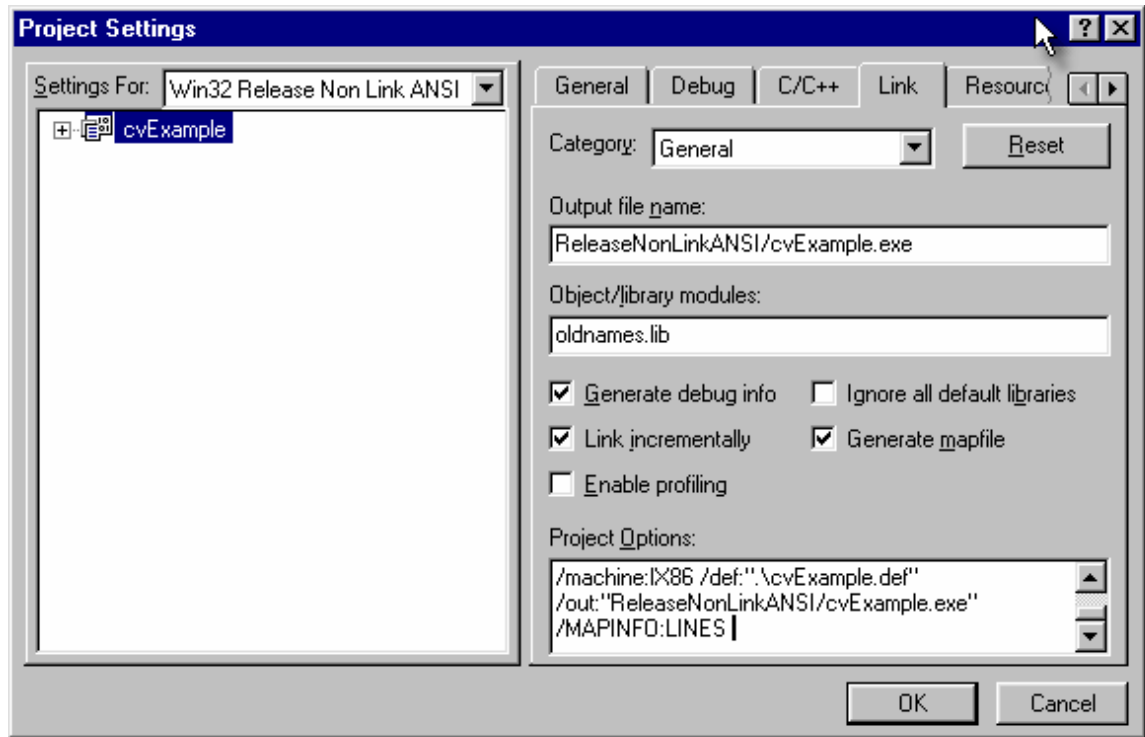 Project Settings
Settings For: Win32 Release Non Link ANSI
cvExample
General Debug C/C++ Link
Category: General Reset
Output file name:
ReleaseNonLinkANSI/cvExample.exe
Object/library modules:
oldnames.lib
Generate debug info Ignore all default libraries
Link incrementally Generate mapfile
Enable profiling
Project Options:
/machine:IX86 /def:".\cvExample.def"
/out:"ReleaseNonLinkANSI/cvExample.exe"
/MAPINFO:LINES
OK Cancel